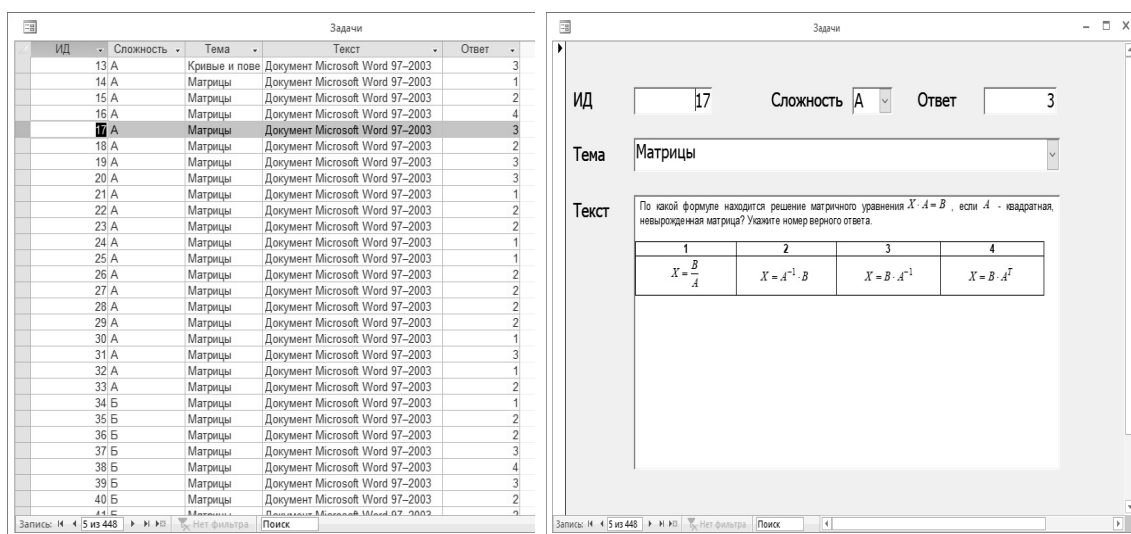 Задачи
ИД Сложность Тема Текст Ответ
13 А Кривые и пове Документ Microsoft Word 97–2003 3
14 А Матрицы Документ Microsoft Word 97–2003 1
15 А Матрицы Документ Microsoft Word 97–2003 2
16 А Матрицы Документ Microsoft Word 97–2003 4
17 А Матрицы Документ Microsoft Word 97–2003 3
18 А Матрицы Документ Microsoft Word 97–2003 2
19 А Матрицы Документ Microsoft Word 97–2003 3
20 А Матрицы Документ Microsoft Word 97–2003 3
21 А Матрицы Документ Microsoft Word 97–2003 1
22 А Матрицы Документ Microsoft Word 97–2003 2
23 А Матрицы Документ Microsoft Word 97–2003 2
24 А Матрицы Документ Microsoft Word 97–2003 1
25 А Матрицы Документ Microsoft Word 97–2003 1
26 А Матрицы Документ Microsoft Word 97–2003 2
27 А Матрицы Документ Microsoft Word 97–2003 2
28 А Матрицы Документ Microsoft Word 97–2003 2
29 А Матрицы Документ Microsoft Word 97–2003 2
30 А Матрицы Документ Microsoft Word 97–2003 1
31 А Матрицы Документ Microsoft Word 97–2003 3
32 А Матрицы Документ Microsoft Word 97–2003 1
33 А Матрицы Документ Microsoft Word 97–2003 2
34 Б Матрицы Документ Microsoft Word 97–2003 1
35 Б Матрицы Документ Microsoft Word 97–2003 2
36 Б Матрицы Документ Microsoft Word 97–2003 2
37 Б Матрицы Документ Microsoft Word 97–2003 3
38 Б Матрицы Документ Microsoft Word 97–2003 4
39 Б Матрицы Документ Microsoft Word 97–2003 3
40 Б Матрицы Документ Microsoft Word 97–2003 2
41 Б Матрицы Документ Microsoft Word 97–2003 2
Запись: 5 из 448 Нет фильтра Поиск
Задачи
ИД 17 Сложность А Ответ 3
Тема Матрицы
Текст
По какой формуле находится решение матричного уравнения X · A = B , если A - квадратная,
невырожденная матрица? Укажите номер верного ответа.
1 2 3 4
X = B/A X = A⁻¹ · B X = B · A⁻¹ X = B · Aᵀ
Запись: 5 из 448 Нет фильтра Поиск